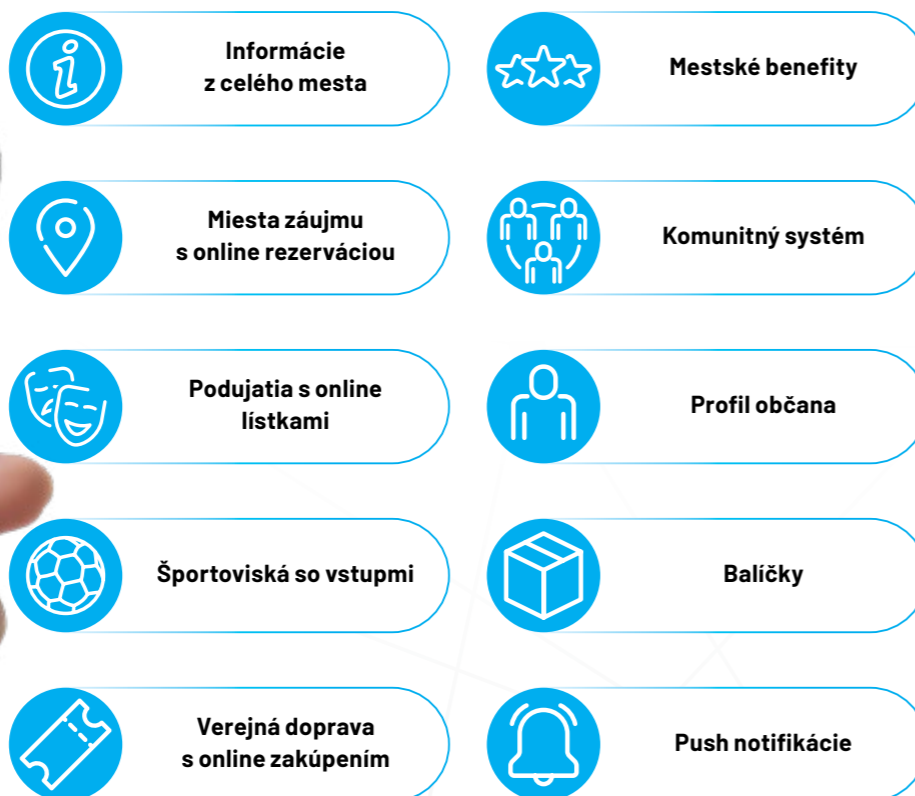 Informácie
z celého mesta
Mestské benefity
Miesta záujmu
s online rezerváciou
Komunitný systém
Podujatia s online
lístkami
Profil občana
Športoviská so vstupmi
Balíčky
Verejná doprava
s online zakúpením
Push notifikácie